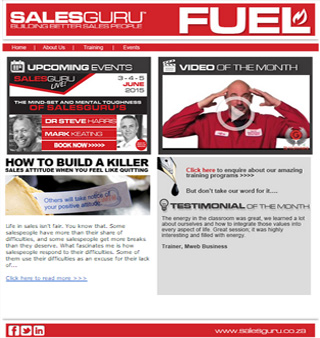 SALESGURU
BUILDING BETTER SALES PEOPLE
FUEL
Home | About Us | Training | Events
UPCOMING EVENTS
SALESGURU
LIVE!
3-4-5
JUNE
2015
THE MIND-SET AND MENTAL TOUGHNESS
OF SALESGURU'S
DR STEVE HARRIS
MARK KEATING
BOOK NOW>>>>>
VIDEO OF THE MONTH
HOW TO BUILD A KILLER
SALES ATTITUDE WHEN YOU FEEL LIKE QUITTING
Others will take notice of
your positive attitude.
Life in sales isn't fair. You know that. Some
salespeople have more than their share of
difficulties, and some salespeople get more breaks
than they deserve. What fascinates me is how
salespeople respond to their difficulties. Some of
them use their difficulties as an excuse for their lack
of....
Click here to read more >>>
Click here to enquire about our amazing
training programs >>>>
But don't take our word for it....
TESTIMONIAL OF THE MONTH
The energy in the classroom was great, we learned a lot
about ourselves and how to integrate those values into
every aspect of life. Great session, it was highly
interesting and filled with energy.
Trainer, Mweb Business
www.salesguru.co.za